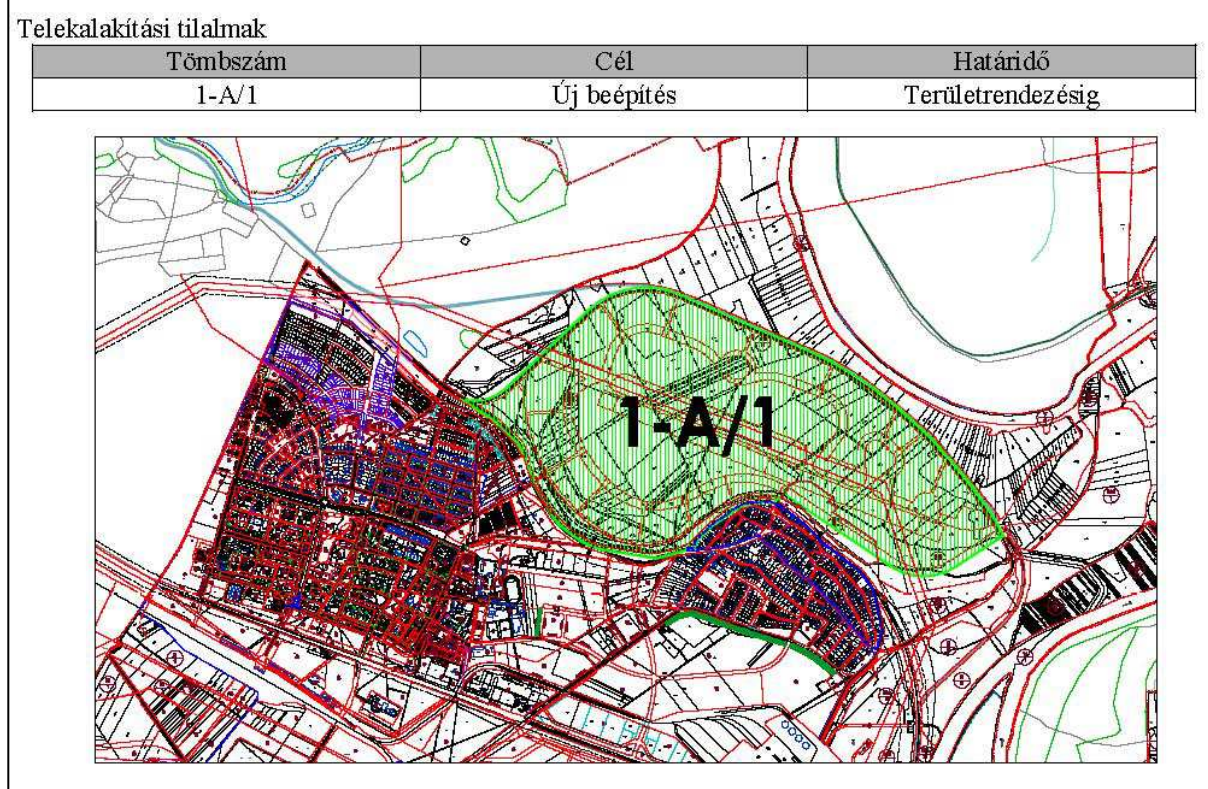 Telekalakítási tilalmak
Tömbszám Cél Határidő
1-A/1 Új beépítés Területrendezésig
1-A/1